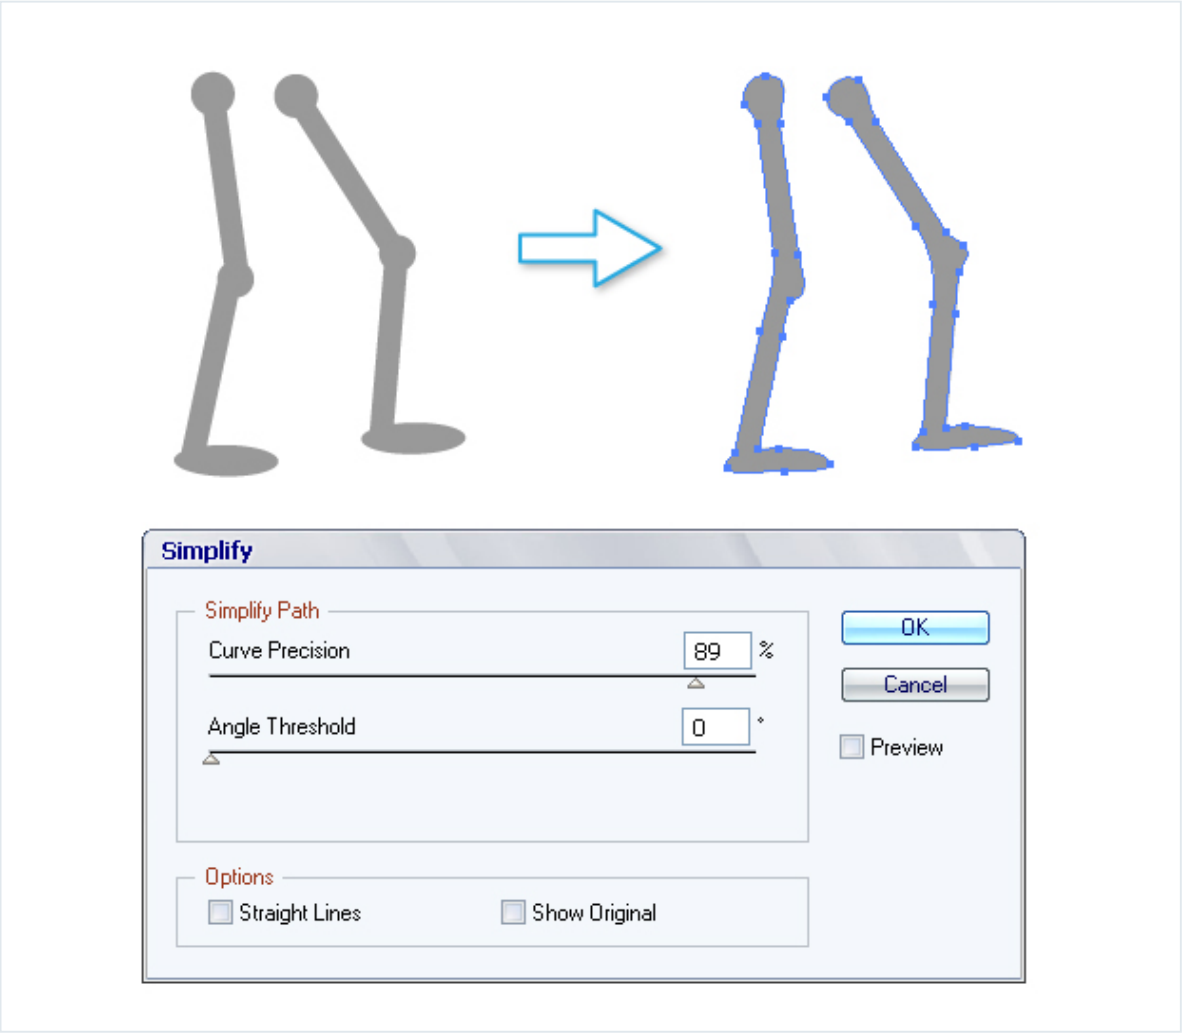 Simplify
Simplify Path
Curve Precision 89 %
Angle Threshold 0 °
OK
Cancel
Preview
Options
Straight Lines Show Original